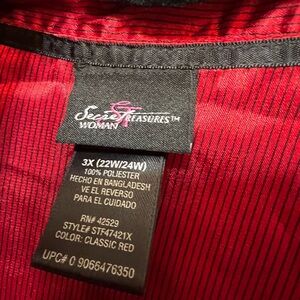 Secret Treasures™
WOMAN
3X (22W/24W)
100% POLIESTER
HECHO EN BANGLADESH
VE EL REVERSO
PARA EL CUIDADO
RN# 42529
STYLE# STF47421X
COLOR: CLASSIC RED
UPC# 0 9066476350